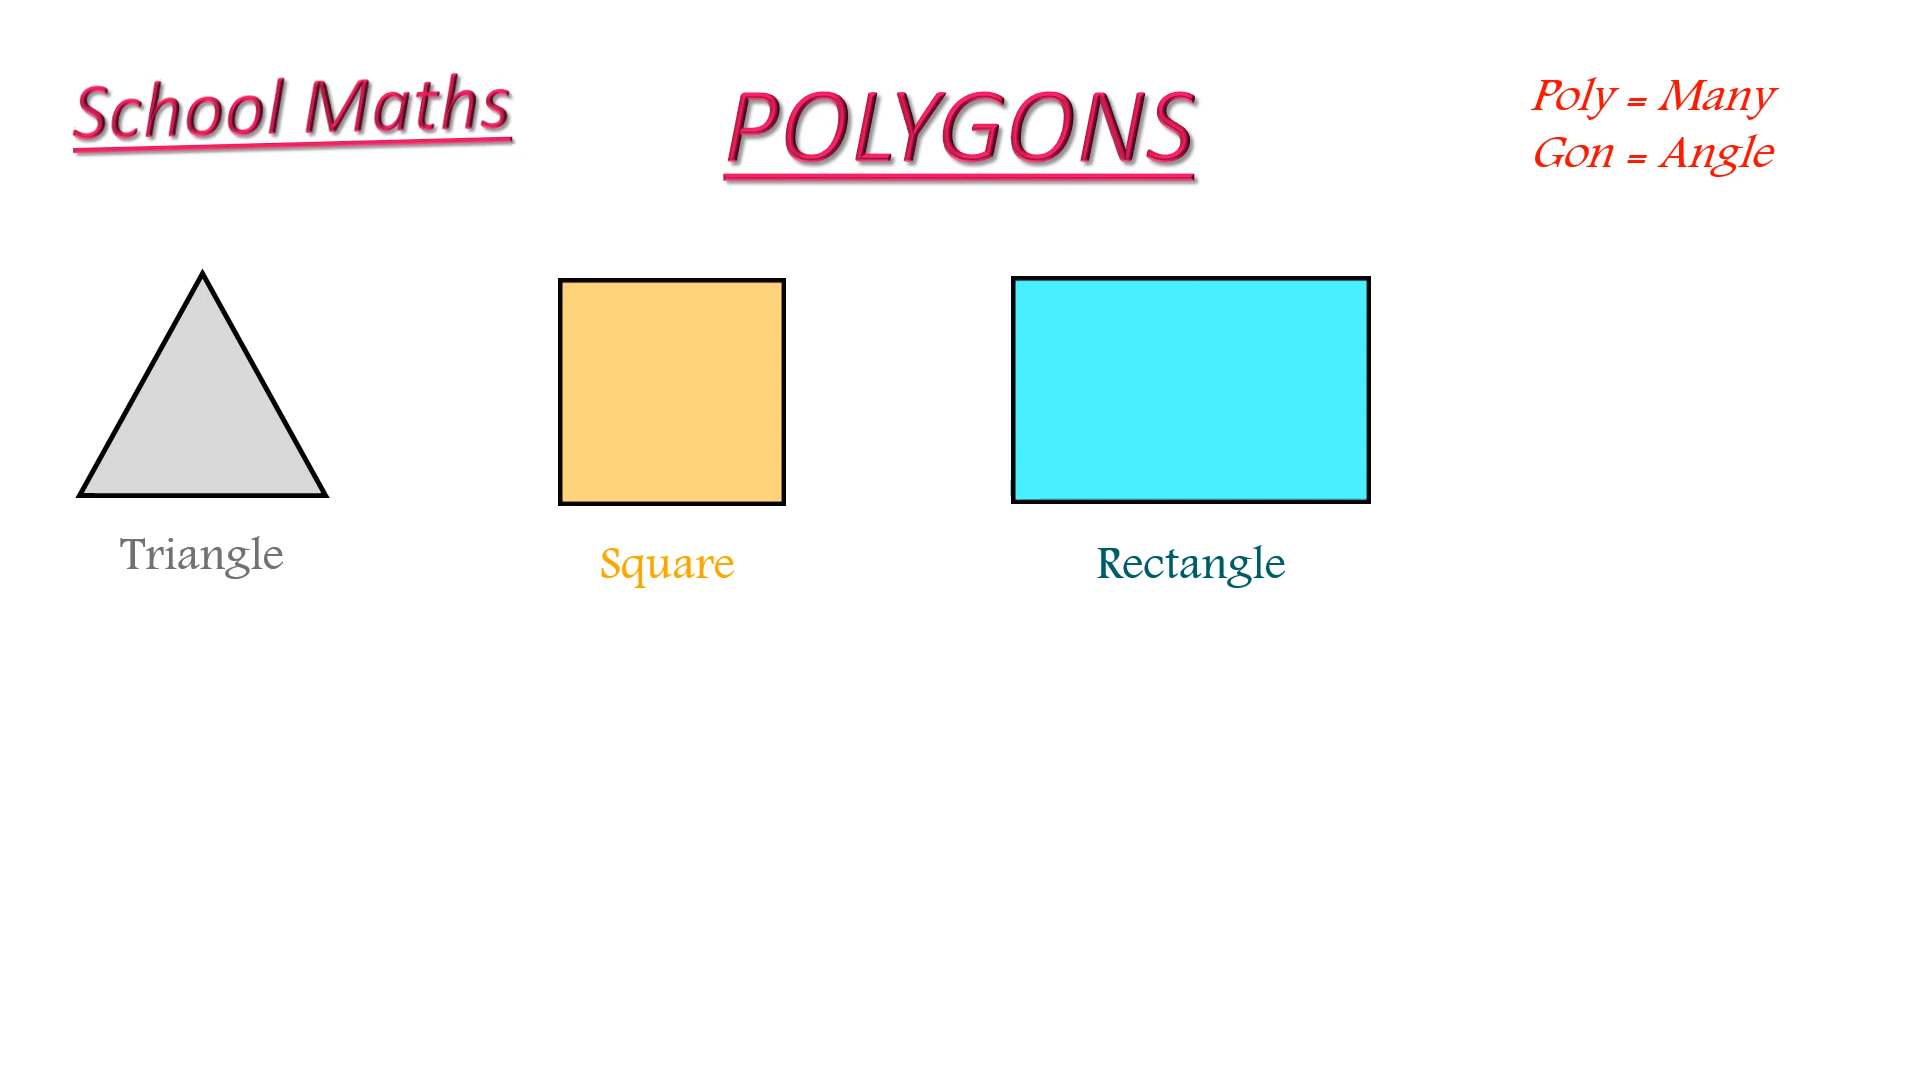 School Maths
POLYGONS
Poly = Many
Gon = Angle
Triangle
Square
Rectangle